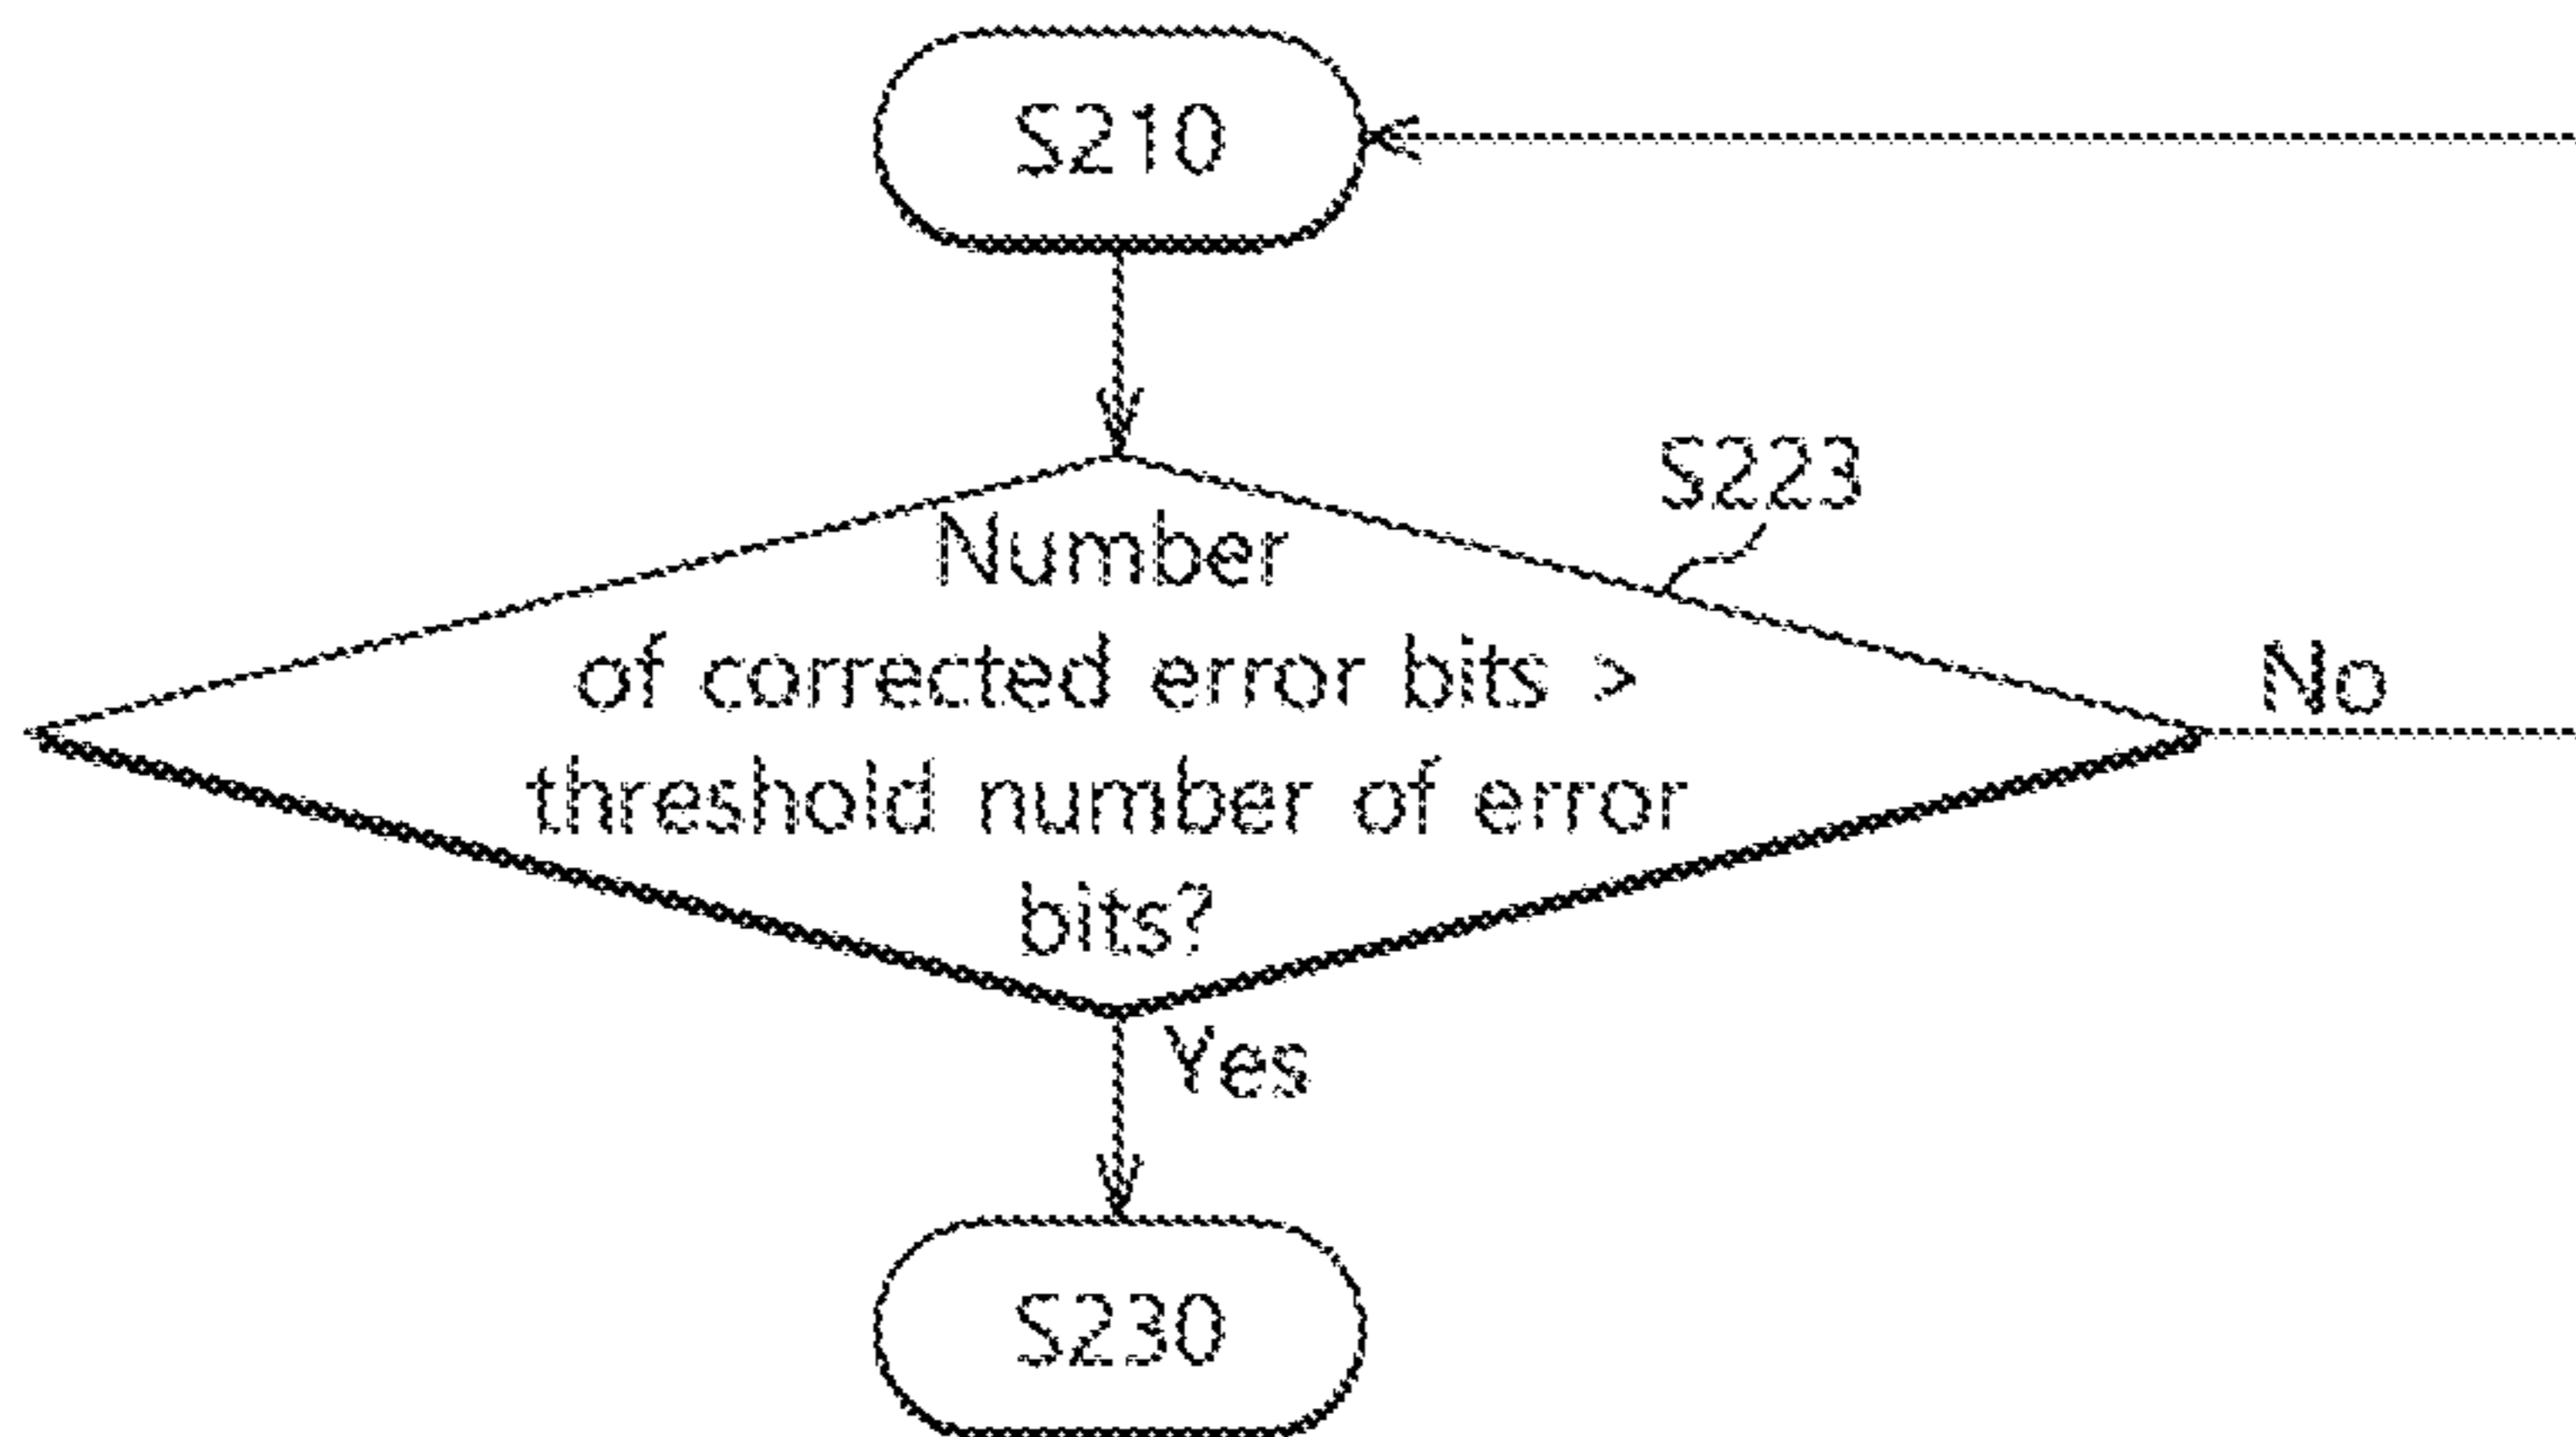 S210
S223
Number
of corrected error bits >
threshold number of error
bits?
No
Yes
S230